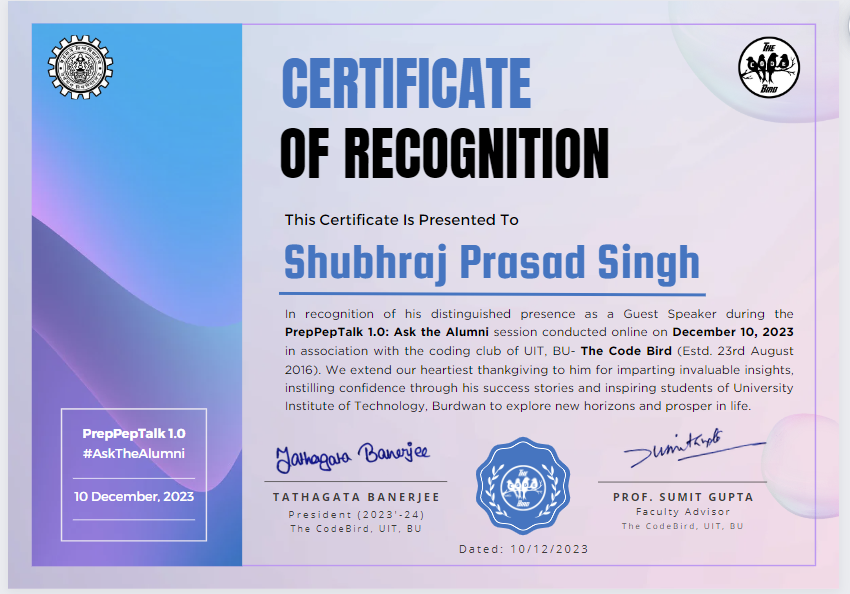 THE
BIRD
CERTIFICATE
OF RECOGNITION
This Certificate Is Presented To
Shubhraj Prasad Singh
In recognition of his distinguished presence as a Guest Speaker during the
PrepPepTalk 1.0: Ask the Alumni session conducted online on December 10, 2023
in association with the coding club of UIT, BU- The Code Bird (Estd. 23rd August
2016). We extend our heartiest thankgiving to him for imparting invaluable insights,
instilling confidence through his success stories and inspiring students of University
Institute of Technology, Burdwan to explore new horizons and prosper in life.
PrepPepTalk 1.0
#AskTheAlumni
10 December, 2023
Tathagata Banerjee
TATHAGATA BANERJEE
President (2023'-24)
The CodeBird, UIT, BU
THE
BIRD
Sumit Gupta
PROF. SUMIT GUPTA
Faculty Advisor
The CodeBird, UIT, BU
Dated: 10/12/2023